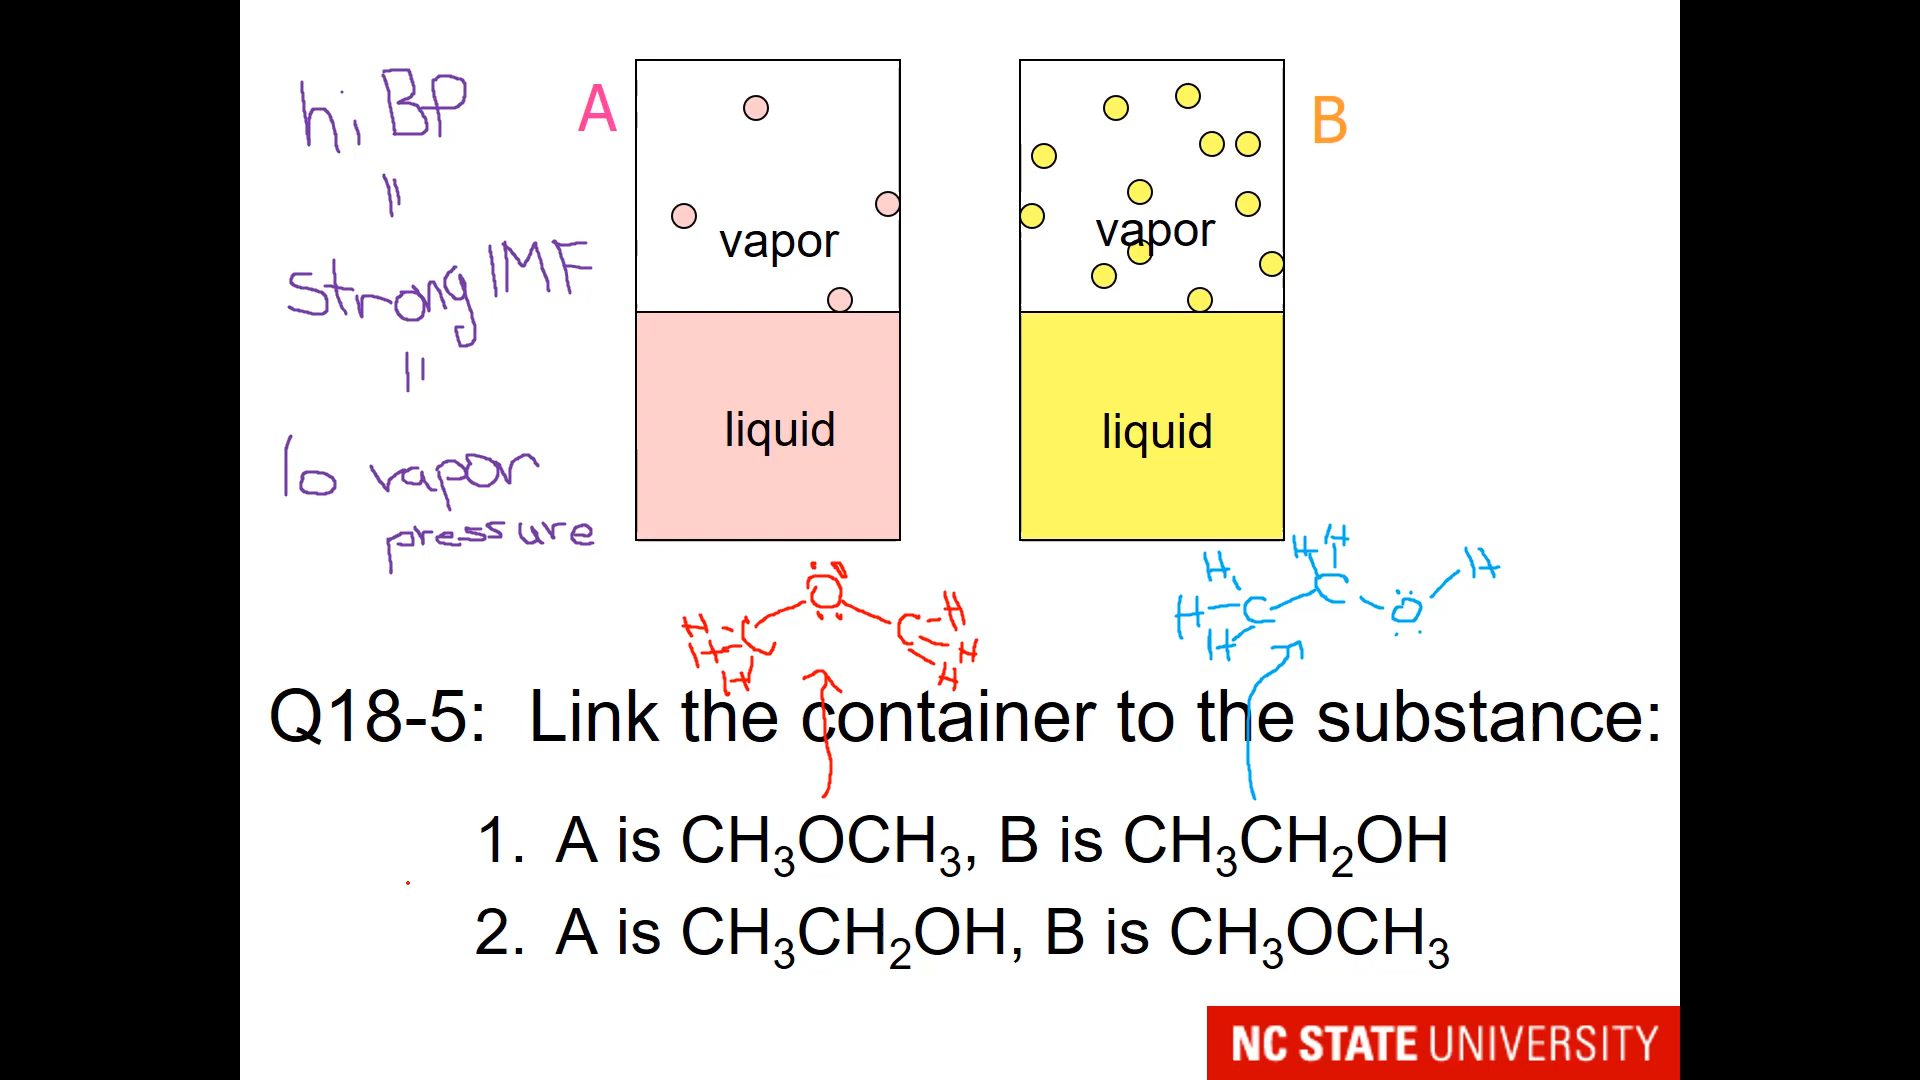 hi BP
A
B
"
strong IMF
vapor
vapor
"
lo vapor
pressure
liquid
liquid
H H H
H C C O H
H
O
H C C H
H H
H H
Q18-5: Link the container to the substance:
1. A is CH₃OCH₃, B is CH₃CH₂OH
2. A is CH₃CH₂OH, B is CH₃OCH₃
NC STATE UNIVERSITY